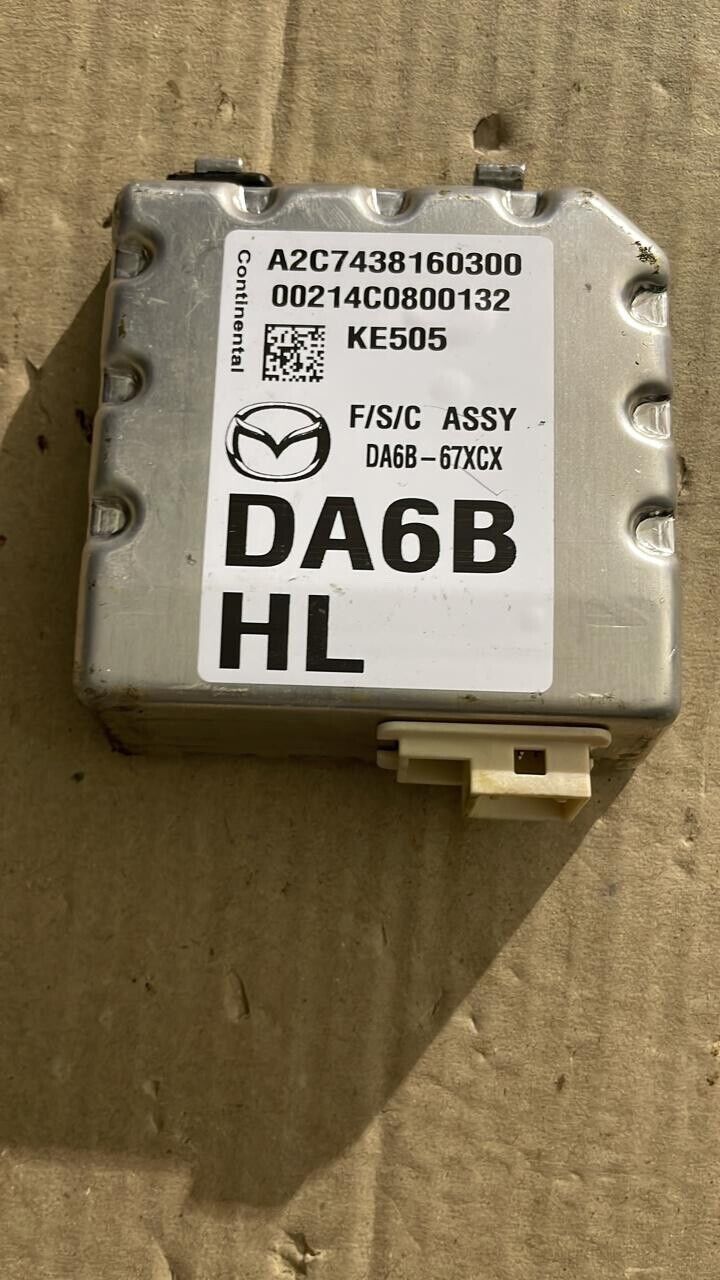 Continental
A2C7438160300
00214C0800132
KE505
F/S/C ASSY
DA6B-67XCX
DA6B
HL